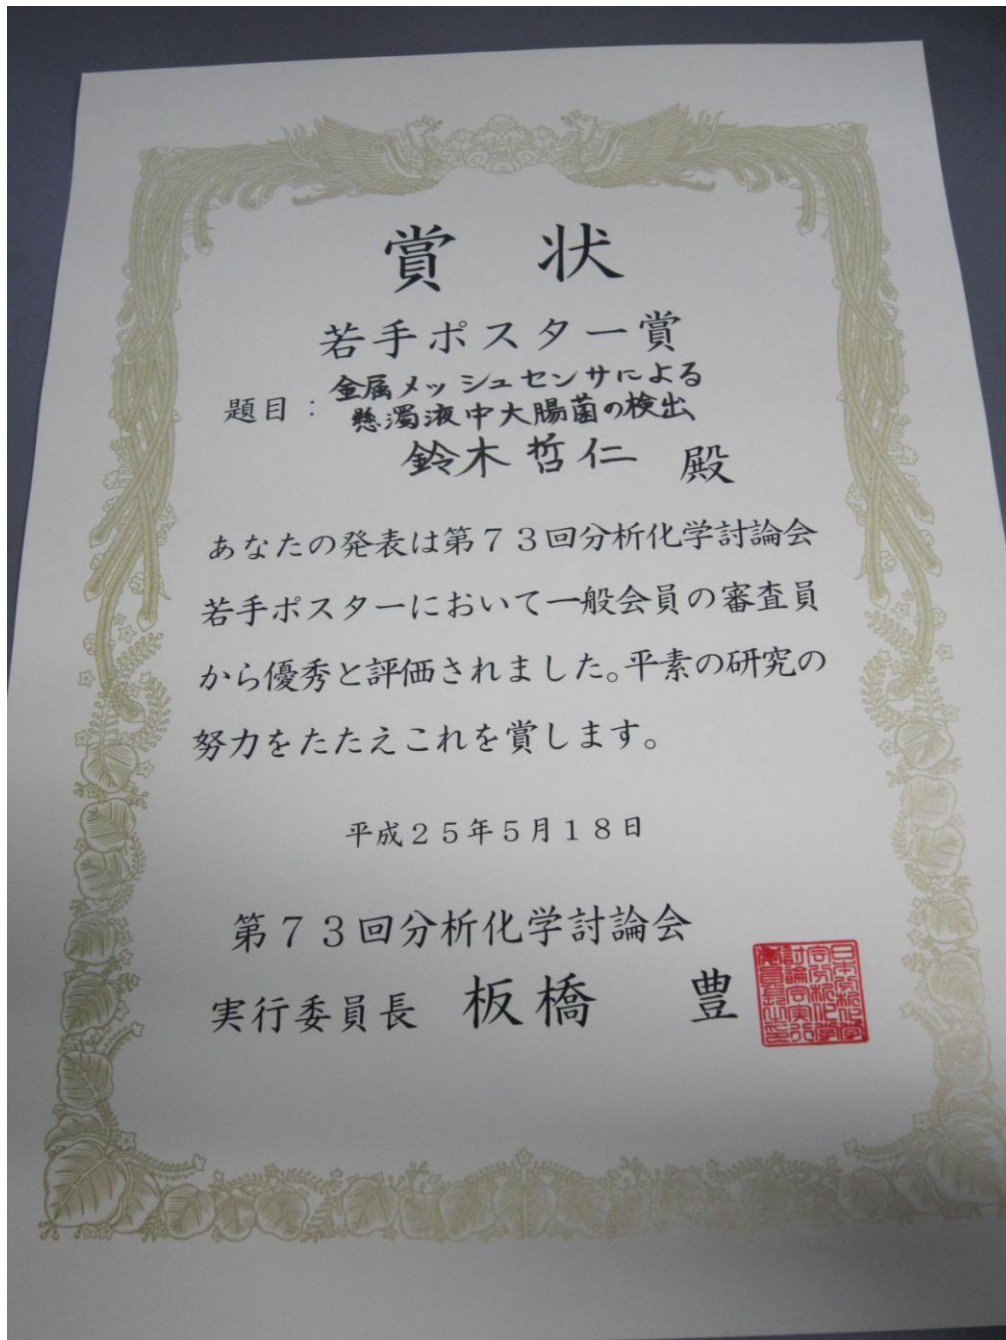 賞状
若手ポスター賞
金属メッシュセンサによる
題目：懸濁液中大腸菌の検出
鈴木哲仁 殿
あなたの発表は第７３回分析化学討論会
若手ポスターにおいて一般会員の審査員
から優秀と評価されました。平素の研究の
努力をたたえこれを賞します。
平成２５年５月１８日
第７３回分析化学討論会
実行委員長 板橋 豊